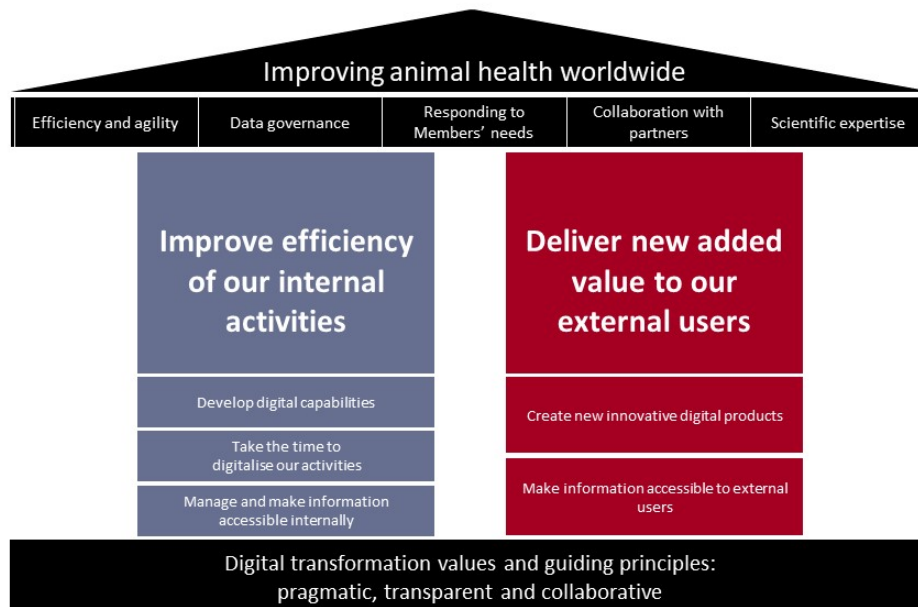 Improving animal health worldwide
Efficiency and agility
Data governance
Responding to
Members' needs
Collaboration with
partners
Scientific expertise
Improve efficiency
of our internal
activities
Deliver new added
value to our
external users
Develop digital capabilities
Take the time to
digitalise our activities
Manage and make information
accessible internally
Create new innovative digital products
Make information accessible to external
users
Digital transformation values and guiding principles:
pragmatic, transparent and collaborative